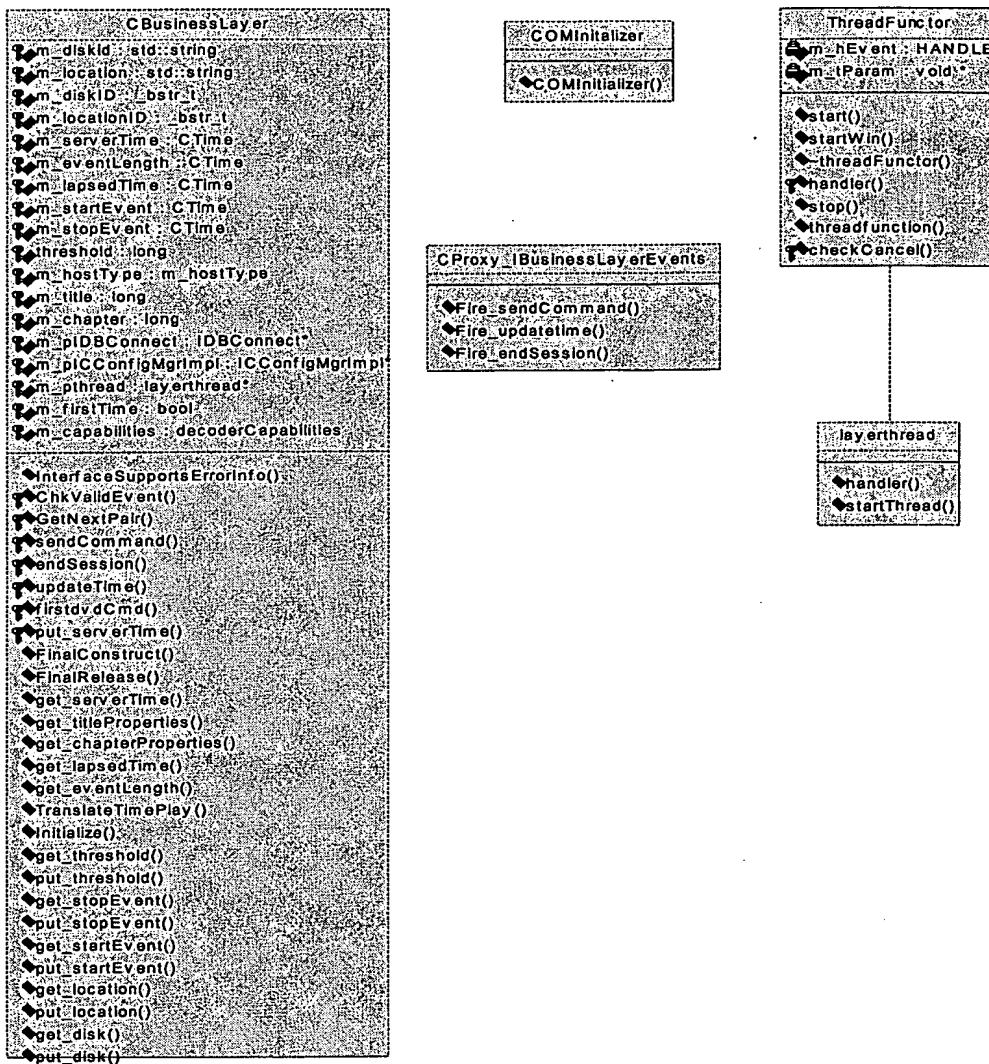 CBusinessLayer
m_diskId : std::string
m_location : std::string
m_diskID : _bstr_t
m_locationID : _bstr_t
m_serverTime : CTime
m_eventLength : CTime
m_lapsedTime : CTime
m_startEvent : CTime
m_stopEvent : CTime
threshold : long
m_hostType : m_hostType
m_title : long
m_chapter : long
m_pIDBConnect : IDBConnect*
m_pICConfigMgrImpl : ICConfigMgrImpl*
m_pthread : layerthread*
m_firstTime : bool
m_capabilities : decoderCapabilities
InterfaceSupportsErrorInfo()
ChkValidEvent()
GetNextPair()
sendCommand()
endSession()
updateTime()
firstdvdCmd()
put_serverTime()
FinalConstruct()
FinalRelease()
get_serverTime()
get_titleProperties()
get_chapterProperties()
get_lapsedTime()
get_eventLength()
TranslateTimePlay()
Initialize()
get_threshold()
put_threshold()
get_stopEvent()
put_stopEvent()
get_startEvent()
put_startEvent()
get_location()
put_location()
get_disk()
put_disk()
COMInitalizer
COMInitializer()
CProxy_IBusinessLayerEvents
Fire_sendCommand()
Fire_updatetime()
Fire_endSession()
ThreadFunctor
m_hEvent : HANDLE
m_tParam : void *
start()
startWin()
~threadFunctor()
handler()
stop()
threadfunction()
checkCancel()
layerthread
handler()
startThread()